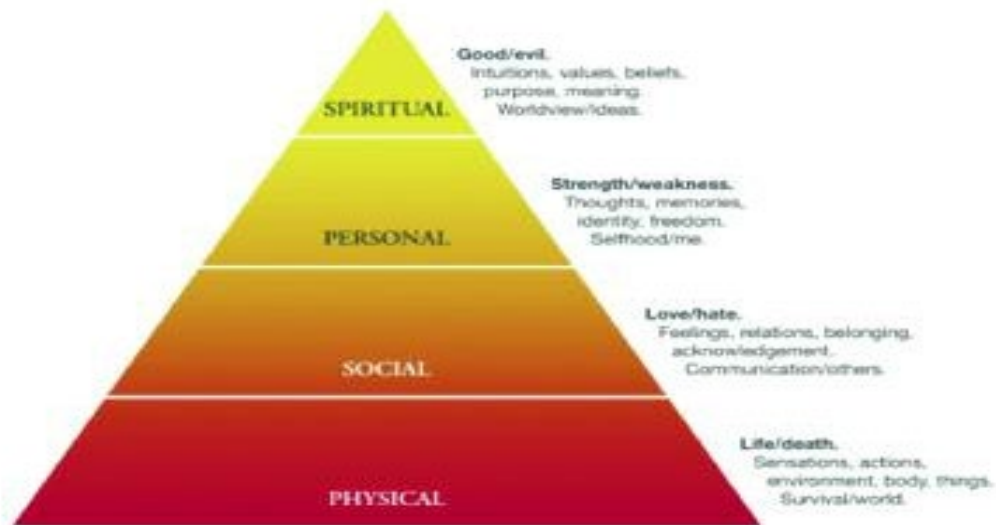 Good/evil.
Intuitions, values, beliefs,
purpose, meaning.
Worldview/ideas.
SPIRITUAL
Strength/weakness.
Thoughts, memories,
identity, freedom.
Selfhood/me.
PERSONAL
Love/hate.
Feelings, relations, belonging,
acknowledgement.
Communication/others.
SOCIAL
Life/death.
Sensations, actions,
environment, body, things.
Survival/world.
PHYSICAL